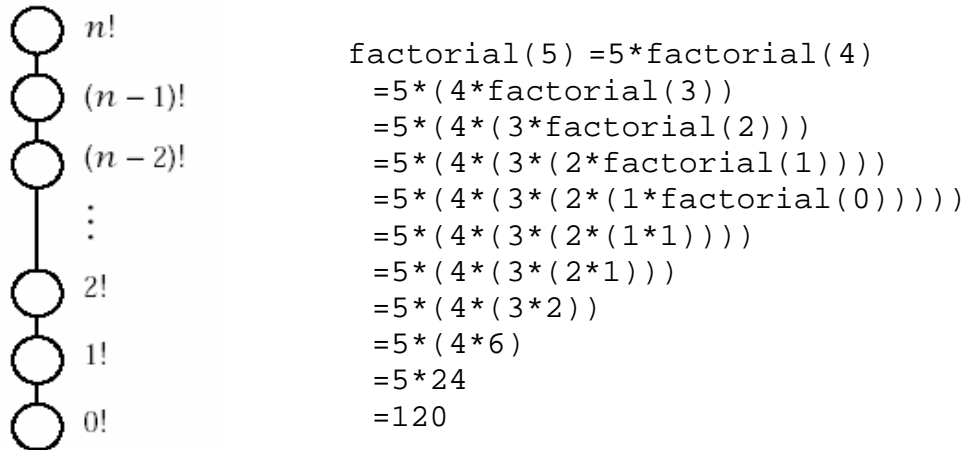 n!
(n − 1)!
(n − 2)!
⋮
2!
1!
0!
factorial(5) =5*factorial(4)
=5*(4*factorial(3))
=5*(4*(3*factorial(2)))
=5*(4*(3*(2*factorial(1))))
=5*(4*(3*(2*(1*factorial(0)))))
=5*(4*(3*(2*(1*1))))
=5*(4*(3*(2*1)))
=5*(4*(3*2))
=5*(4*6)
=5*24
=120